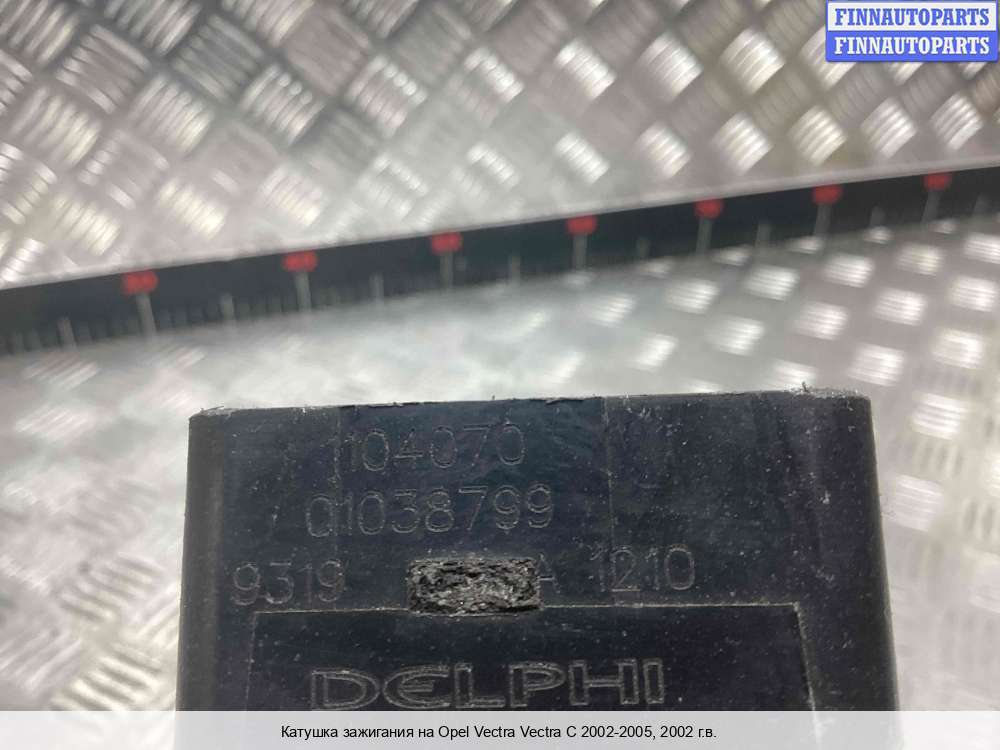 FINNAUTOPARTS
FINNAUTOPARTS
1104070
01038799
9319 A 1210
DELPHI
Катушка зажигания на Opel Vectra Vectra C 2002-2005, 2002 г.в.